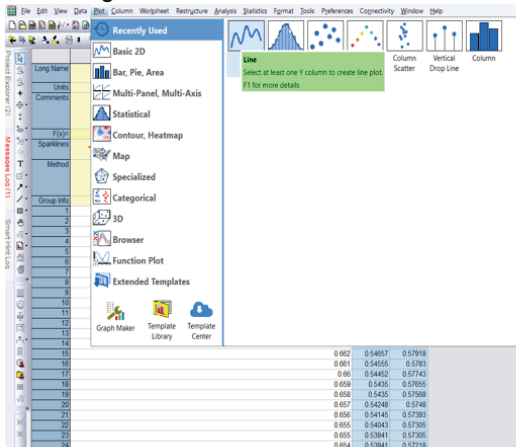 File Edit View Data Plot Column Worksheet Restructure Analysis Statistics Format Tools Preferences Connectivity Window Help
Recently Used
Basic 2D
Bar, Pie, Area
Multi-Panel, Multi-Axis
Statistical
Contour, Heatmap
Map
Specialized
Categorical
3D
Browser
Function Plot
Extended Templates
Graph Maker
Template Library
Template Center
Line
Select at least one Y column to create line plot.
F1 for more details
Column Scatter
Vertical Drop Line
Column
Project Explorer (2)
Messages Log (1)
Smart Hint Log
Long Name
Units
Comments
F(x)=
Sparklines
Method
Group Info
1
2
3
4
5
6
7
8
9
10
11
12
13
14
15 0.662 0.54657 0.57918
16 0.661 0.54555 0.5783
17 0.66 0.54452 0.57743
18 0.659 0.5435 0.57655
19 0.658 0.5435 0.57568
20 0.657 0.54248 0.5748
21 0.656 0.54145 0.57393
22 0.655 0.54043 0.57305
23 0.655 0.53941 0.57305
24 0.654 0.53941 0.57218